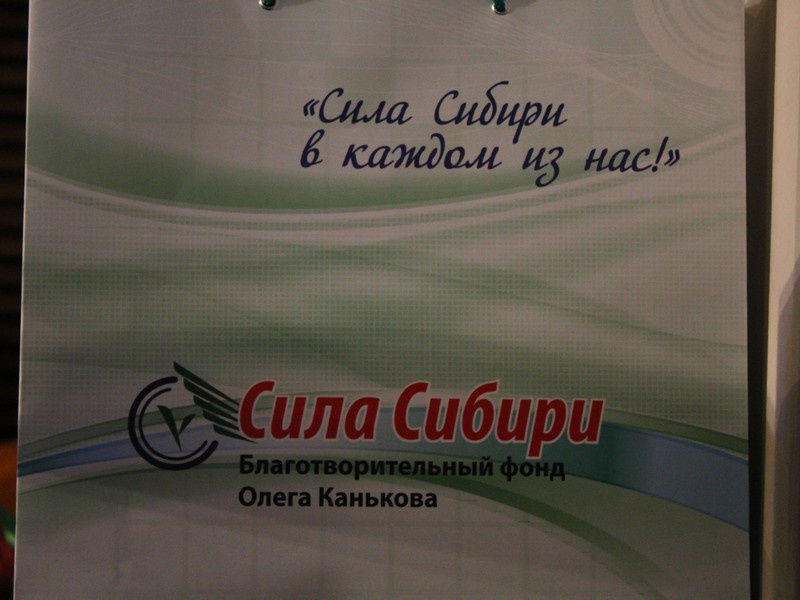 «Сила Сибири
в каждом из нас!»
Сила Сибири
Благотворительный фонд
Олега Канькова